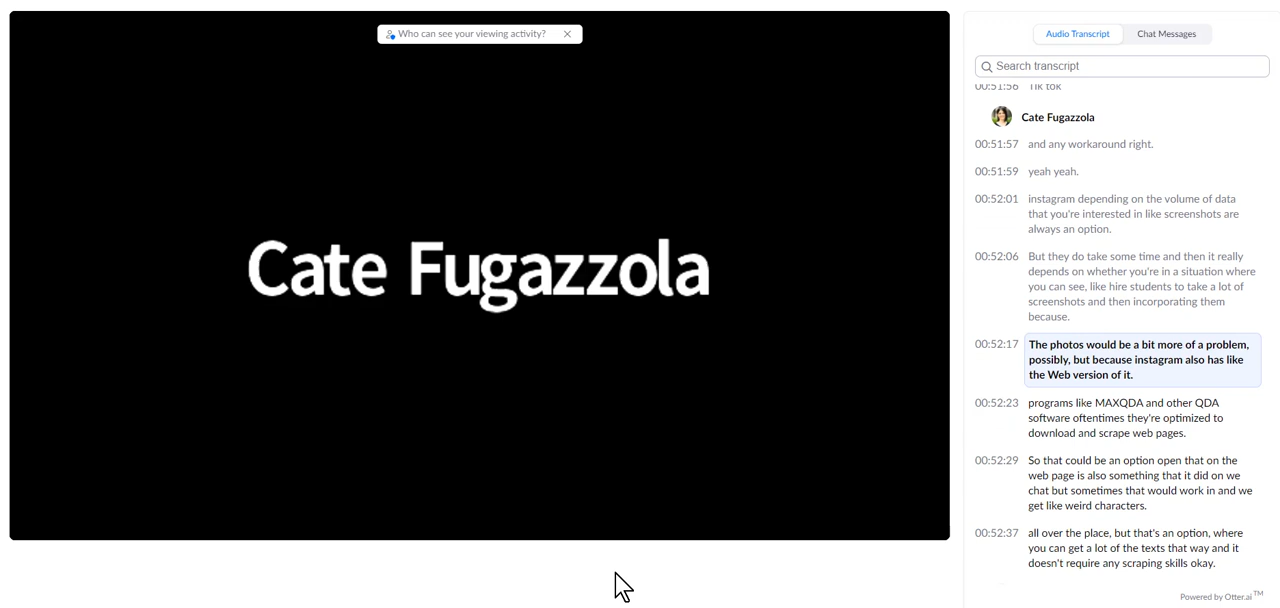 Who can see your viewing activity?
Cate Fugazzola
Audio Transcript
Chat Messages
Search transcript
00:51:56 Tik tok
Cate Fugazzola
00:51:57 and any workaround right.
00:51:59 yeah yeah.
00:52:01 instagram depending on the volume of data
that you're interested in like screenshots are
always an option.
00:52:06 But they do take some time and then it really
depends on whether you're in a situation where
you can see, like hire students to take a lot of
screenshots and then incorporating them
because.
00:52:17 The photos would be a bit more of a problem,
possibly, but because instagram also has like
the Web version of it.
00:52:23 programs like MAXQDA and other QDA
software oftentimes they're optimized to
download and scrape web pages.
00:52:29 So that could be an option open that on the
web page is also something that it did on we
chat but sometimes that would work in and we
get like weird characters.
00:52:37 all over the place, but that's an option, where
you can get a lot of the texts that way and it
doesn't require any scraping skills okay.
Powered by Otter.ai TM